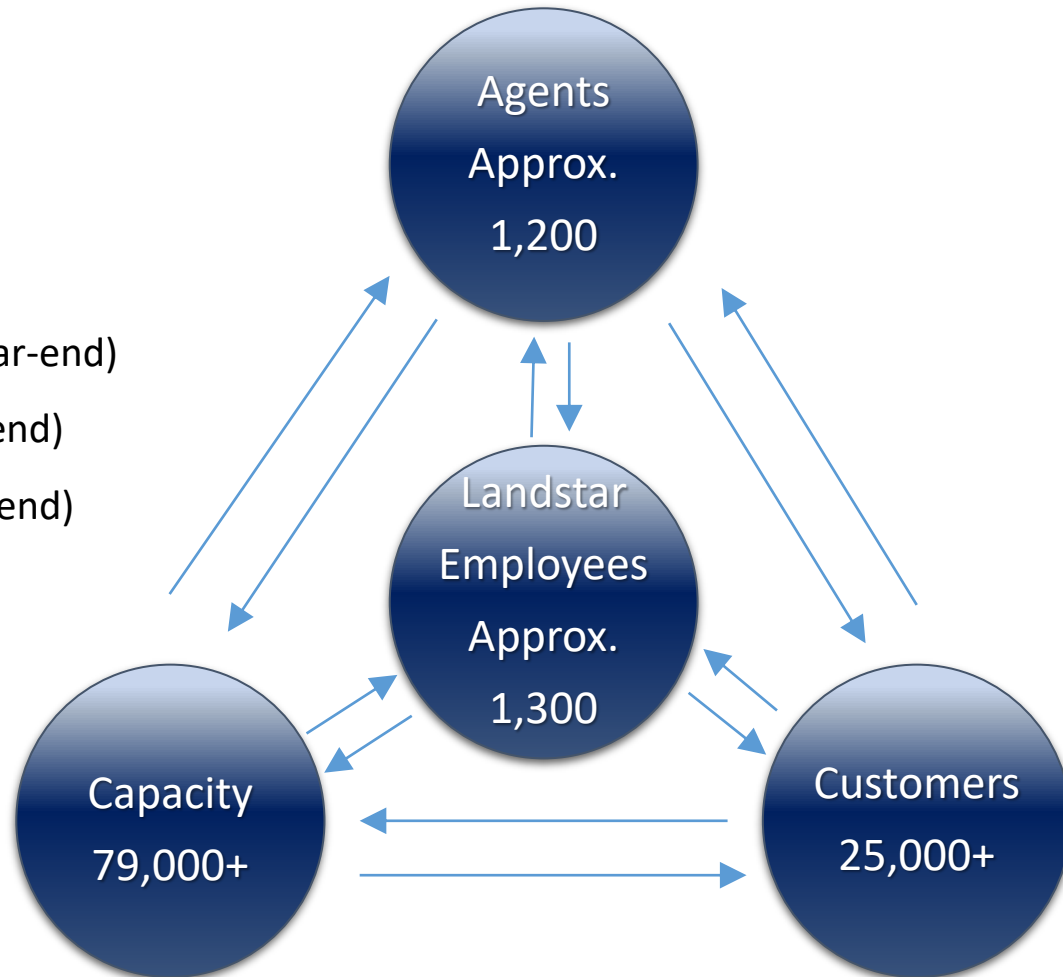 Agents
Approx.
1,200
ar-end)
end)
end)
Landstar
Employees
Approx.
1,300
Capacity
79,000+
Customers
25,000+